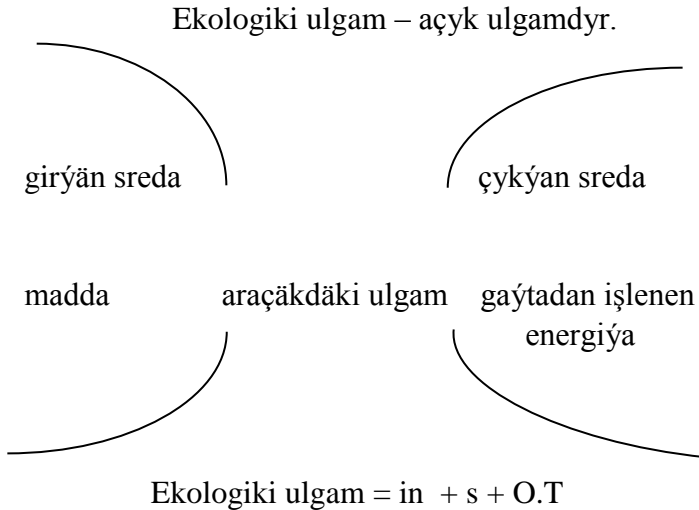 Ekologiki ulgam – açyk ulgamdyr.
girýän sreda çykýan sreda
madda araçäkdäki ulgam gaýtadan işlenen
energiýa
Ekologiki ulgam = in + s + O.T